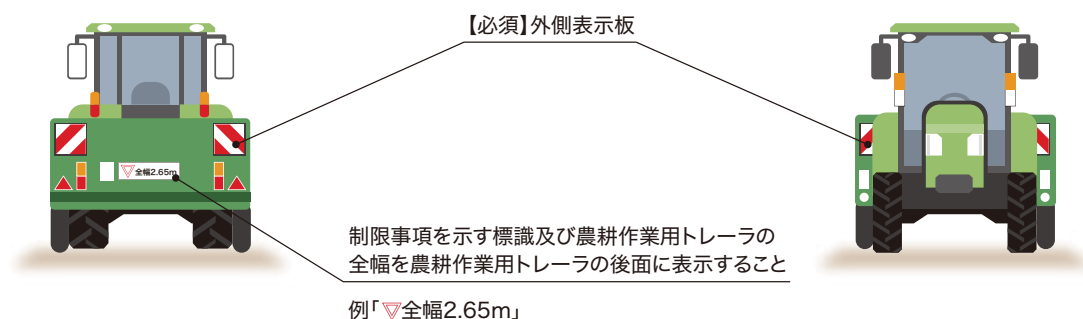 【必須】外側表示板
▽全幅2.65m
制限事項を示す標識及び農耕作業用トレーラの
全幅を農耕作業用トレーラの後面に表示すること
例「▽全幅2.65m」